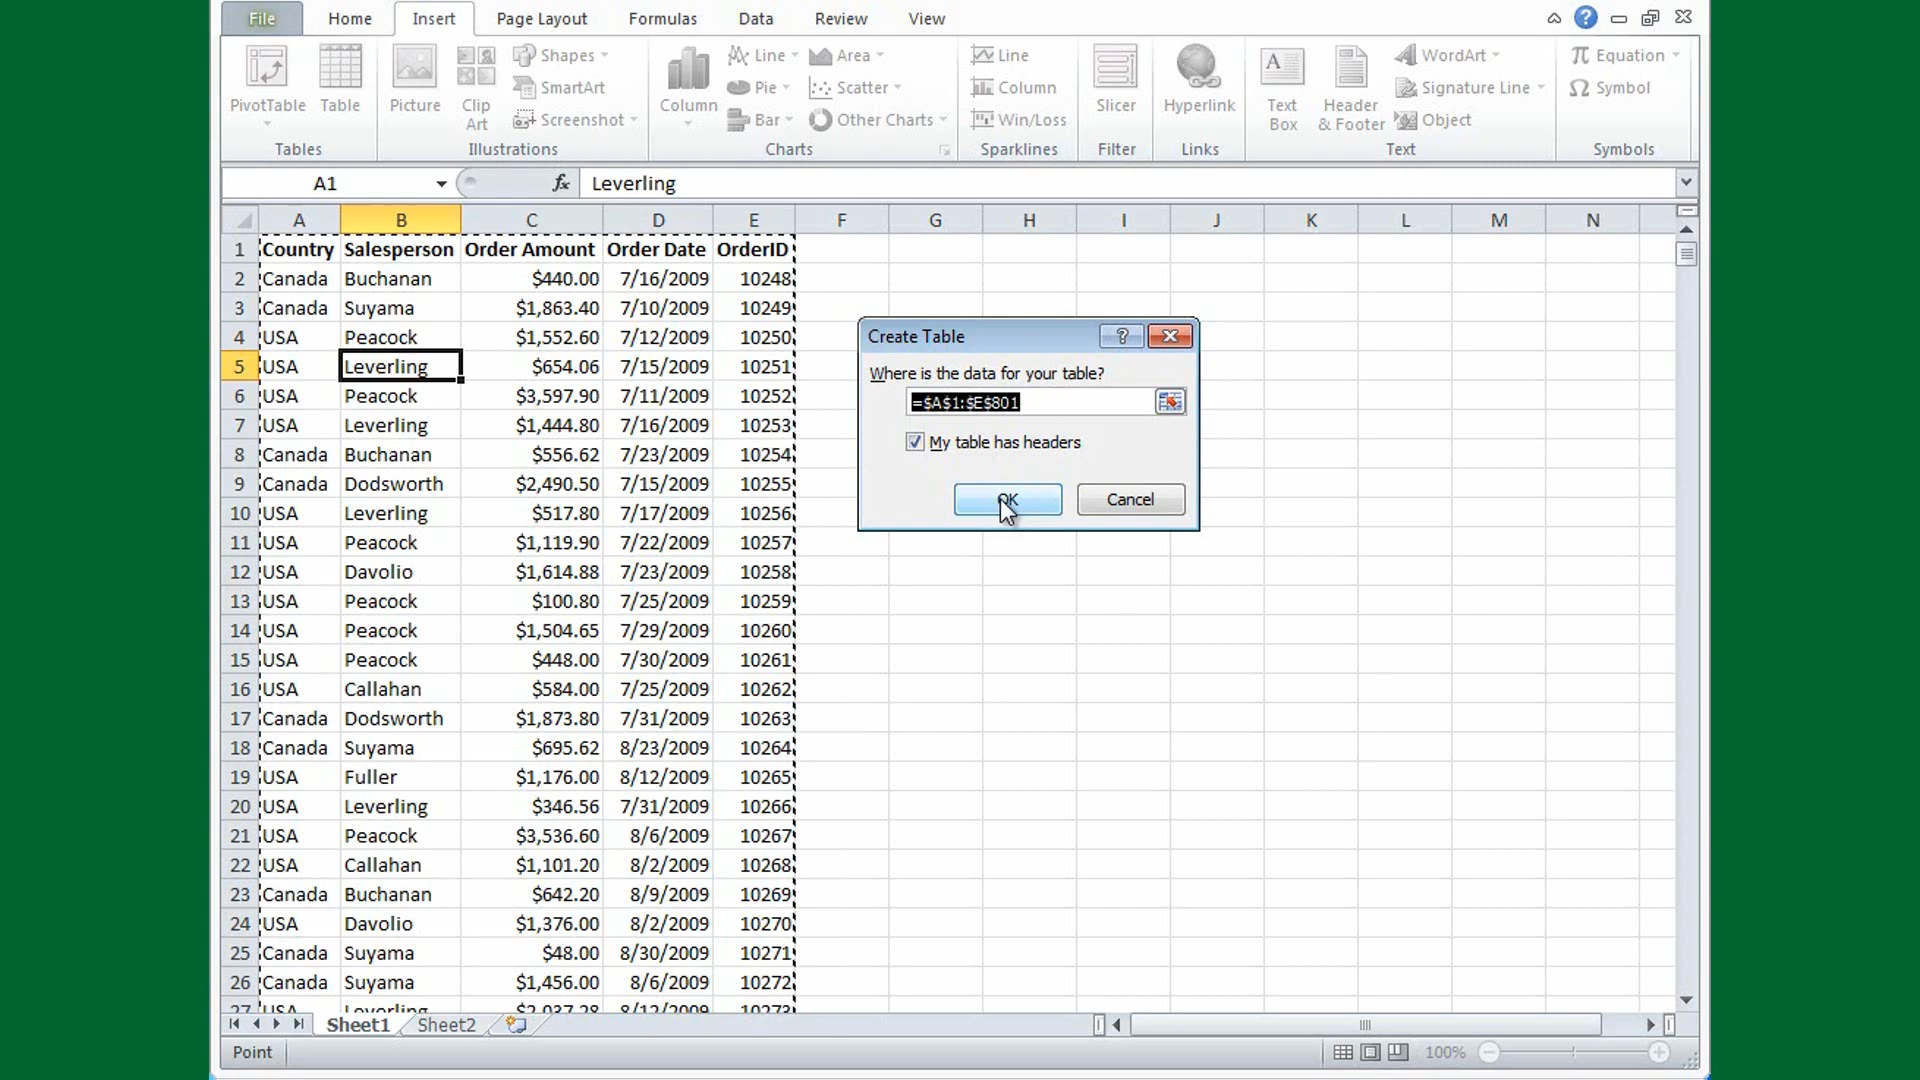 File Home Insert Page Layout Formulas Data Review View
PivotTable Table Picture Clip Art Shapes SmartArt Screenshot Column Line Pie Bar Area Scatter Other Charts Line Column Win/Loss Slicer Hyperlink Text Box Header & Footer WordArt Signature Line Object Equation Symbol
Tables Illustrations Charts Sparklines Filter Links Text Symbols
A1 fx Leverling
A B C D E F G H I J K L M N
1 Country Salesperson Order Amount Order Date OrderID
2 Canada Buchanan $440.00 7/16/2009 10248
3 Canada Suyama $1,863.40 7/10/2009 10249
4 USA Peacock $1,552.60 7/12/2009 10250
5 USA Leverling $654.06 7/15/2009 10251
6 USA Peacock $3,597.90 7/11/2009 10252
7 USA Leverling $1,444.80 7/16/2009 10253
8 Canada Buchanan $556.62 7/23/2009 10254
9 Canada Dodsworth $2,490.50 7/15/2009 10255
10 USA Leverling $517.80 7/17/2009 10256
11 USA Peacock $1,119.90 7/22/2009 10257
12 USA Davolio $1,614.88 7/23/2009 10258
13 USA Peacock $100.80 7/25/2009 10259
14 USA Peacock $1,504.65 7/29/2009 10260
15 USA Peacock $448.00 7/30/2009 10261
16 USA Callahan $584.00 7/25/2009 10262
17 Canada Dodsworth $1,873.80 7/31/2009 10263
18 Canada Suyama $695.62 8/23/2009 10264
19 USA Fuller $1,176.00 8/12/2009 10265
20 USA Leverling $346.56 7/31/2009 10266
21 USA Peacock $3,536.60 8/6/2009 10267
22 USA Callahan $1,101.20 8/2/2009 10268
23 Canada Buchanan $642.20 8/9/2009 10269
24 USA Davolio $1,376.00 8/2/2009 10270
25 Canada Suyama $48.00 8/30/2009 10271
26 Canada Suyama $1,456.00 8/6/2009 10272
27 USA Leverling $2,037.28 8/12/2009 10273
Create Table
Where is the data for your table?
=$A$1:$E$801
My table has headers
OK Cancel
Sheet1 Sheet2
Point 100%